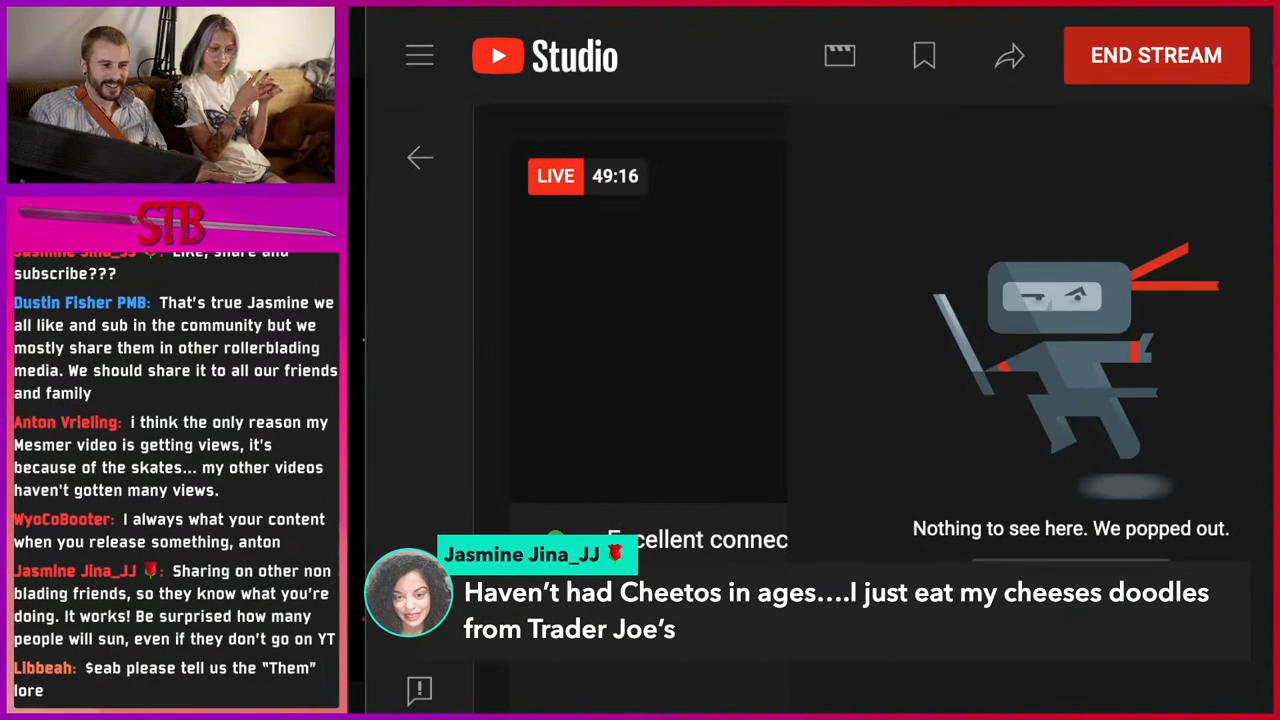 Studio
END STREAM
LIVE 49:16
STB
Jasmine Jina_JJ 🌹: Like, share and
subscribe???
Dustin Fisher PMB: That's true Jasmine we
all like and sub in the community but we
mostly share them in other rollerblading
media. We should share it to all our friends
and family
Anton Vrieling: i think the only reason my
Mesmer video is getting views, it's
because of the skates... my other videos
haven't gotten many views.
WyoCoBooter: I always what your content
when you release something, anton
Jasmine Jina_JJ 🌹: Sharing on other non
blading friends, so they know what you're
doing. It works! Be surprised how many
people will sun, even if they don't go on YT
Libbeah: $eab please tell us the "Them"
lore
Nothing to see here. We popped out.
Excellent connec
Jasmine Jina_JJ 🌹
Haven't had Cheetos in ages....I just eat my cheeses doodles
from Trader Joe's